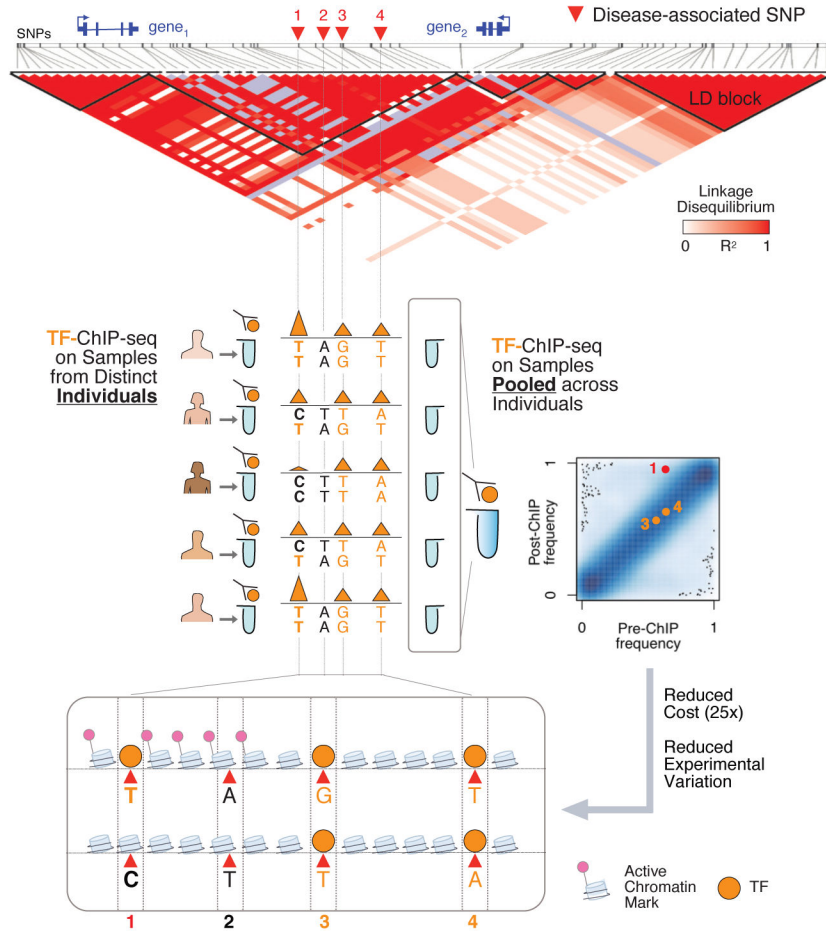 1 2 3 4
Disease-associated SNP
SNPs
gene1
gene2
LD block
Linkage
Disequilibrium
0 R² 1
TF-ChIP-seq
on Samples
from Distinct
Individuals
T A G T
T A G T
C T T A
T A G T
C T T A
C T T A
C T T A
T A G T
T A G T
T A G T
TF-ChIP-seq
on Samples
Pooled across
Individuals
1
Post-ChIP
frequency
0
1
3
4
0 1
Pre-ChIP
frequency
Reduced
Cost (25x)
Reduced
Experimental
Variation
T A G T
C T T A
1 2 3 4
Active
Chromatin
Mark
TF